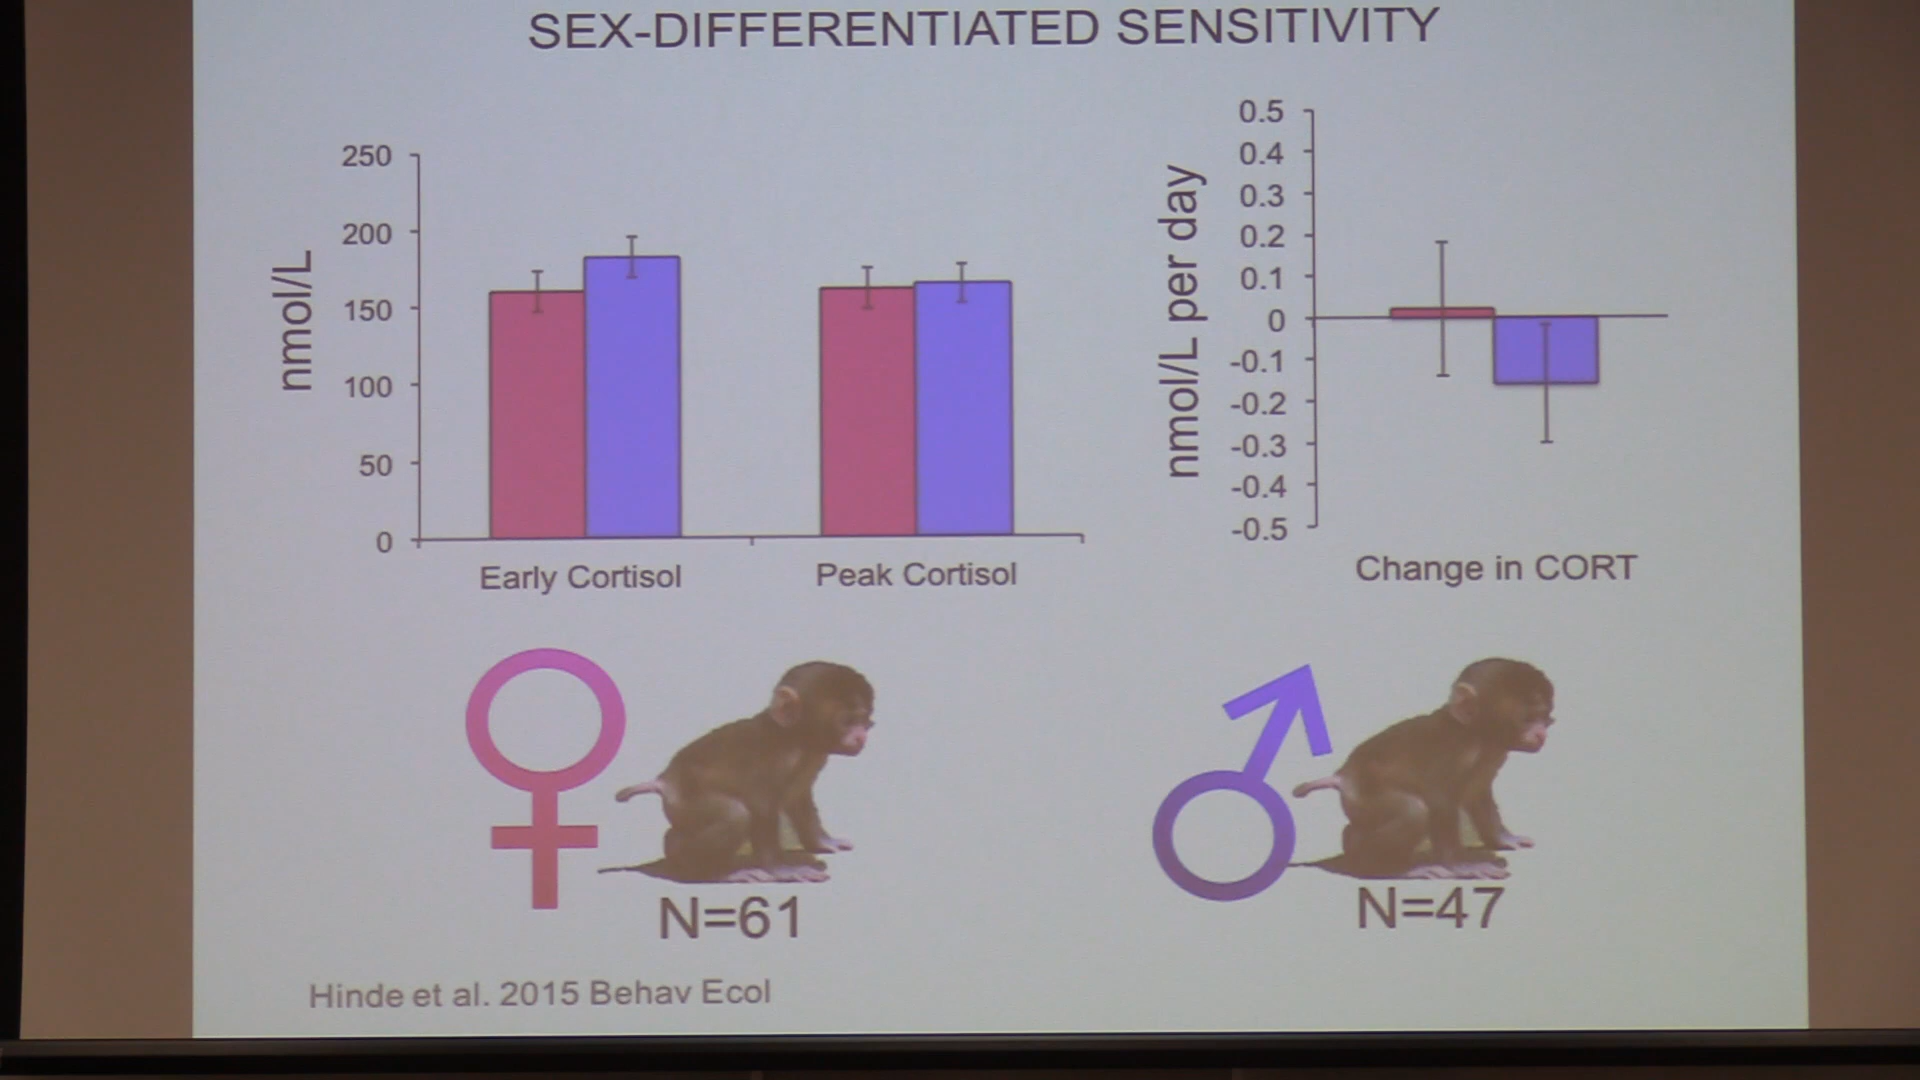 SEX-DIFFERENTIATED SENSITIVITY
nmol/L
250
200
150
100
50
0
Early Cortisol
Peak Cortisol
nmol/L per day
0.5
0.4
0.3
0.2
0.1
0
-0.1
-0.2
-0.3
-0.4
-0.5
Change in CORT
N=61
N=47
Hinde et al. 2015 Behav Ecol